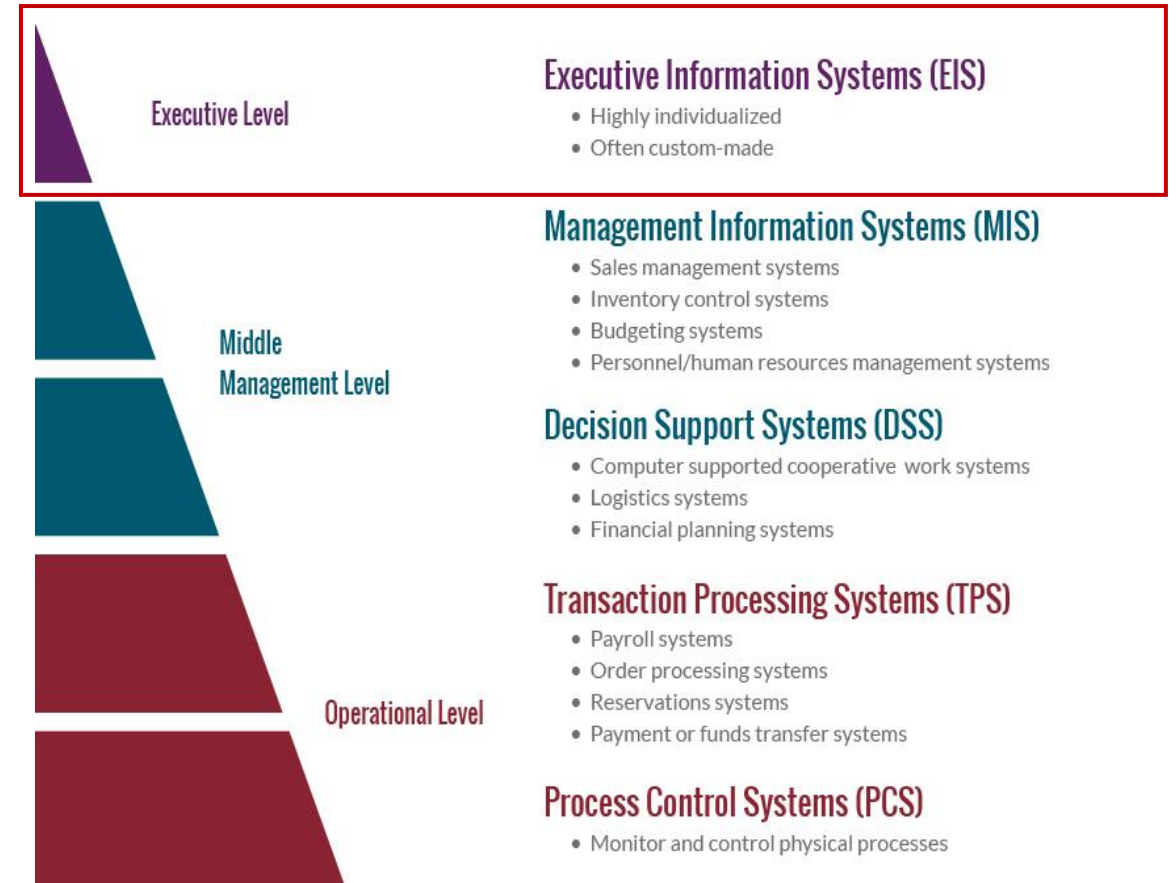 Executive Level
Executive Information Systems (EIS)
• Highly individualized
• Often custom-made
Middle
Management Level
Management Information Systems (MIS)
• Sales management systems
• Inventory control systems
• Budgeting systems
• Personnel/human resources management systems
Decision Support Systems (DSS)
• Computer supported cooperative work systems
• Logistics systems
• Financial planning systems
Operational Level
Transaction Processing Systems (TPS)
• Payroll systems
• Order processing systems
• Reservations systems
• Payment or funds transfer systems
Process Control Systems (PCS)
• Monitor and control physical processes